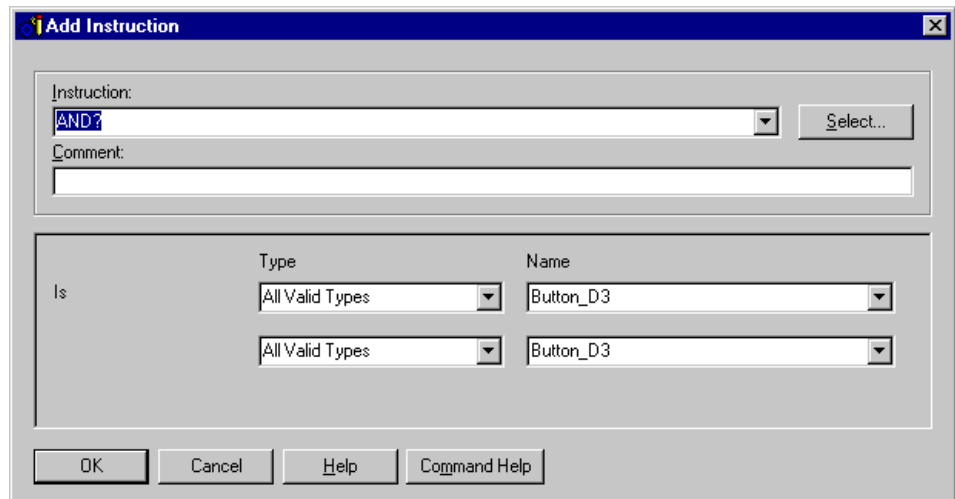 Add Instruction
Instruction:
AND?
Select...
Comment:
Type Name
Is All Valid Types Button_D3
All Valid Types Button_D3
OK Cancel Help Command Help